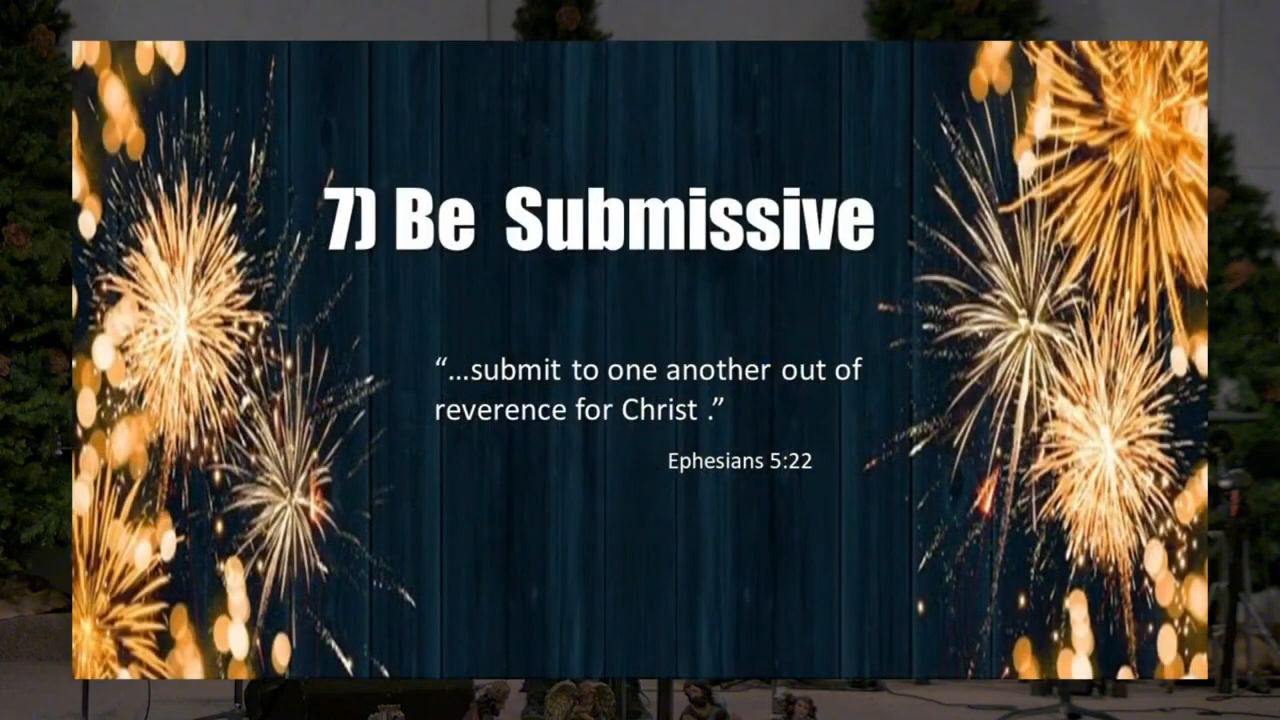 7) Be Submissive
“...submit to one another out of
reverence for Christ .”
Ephesians 5:22